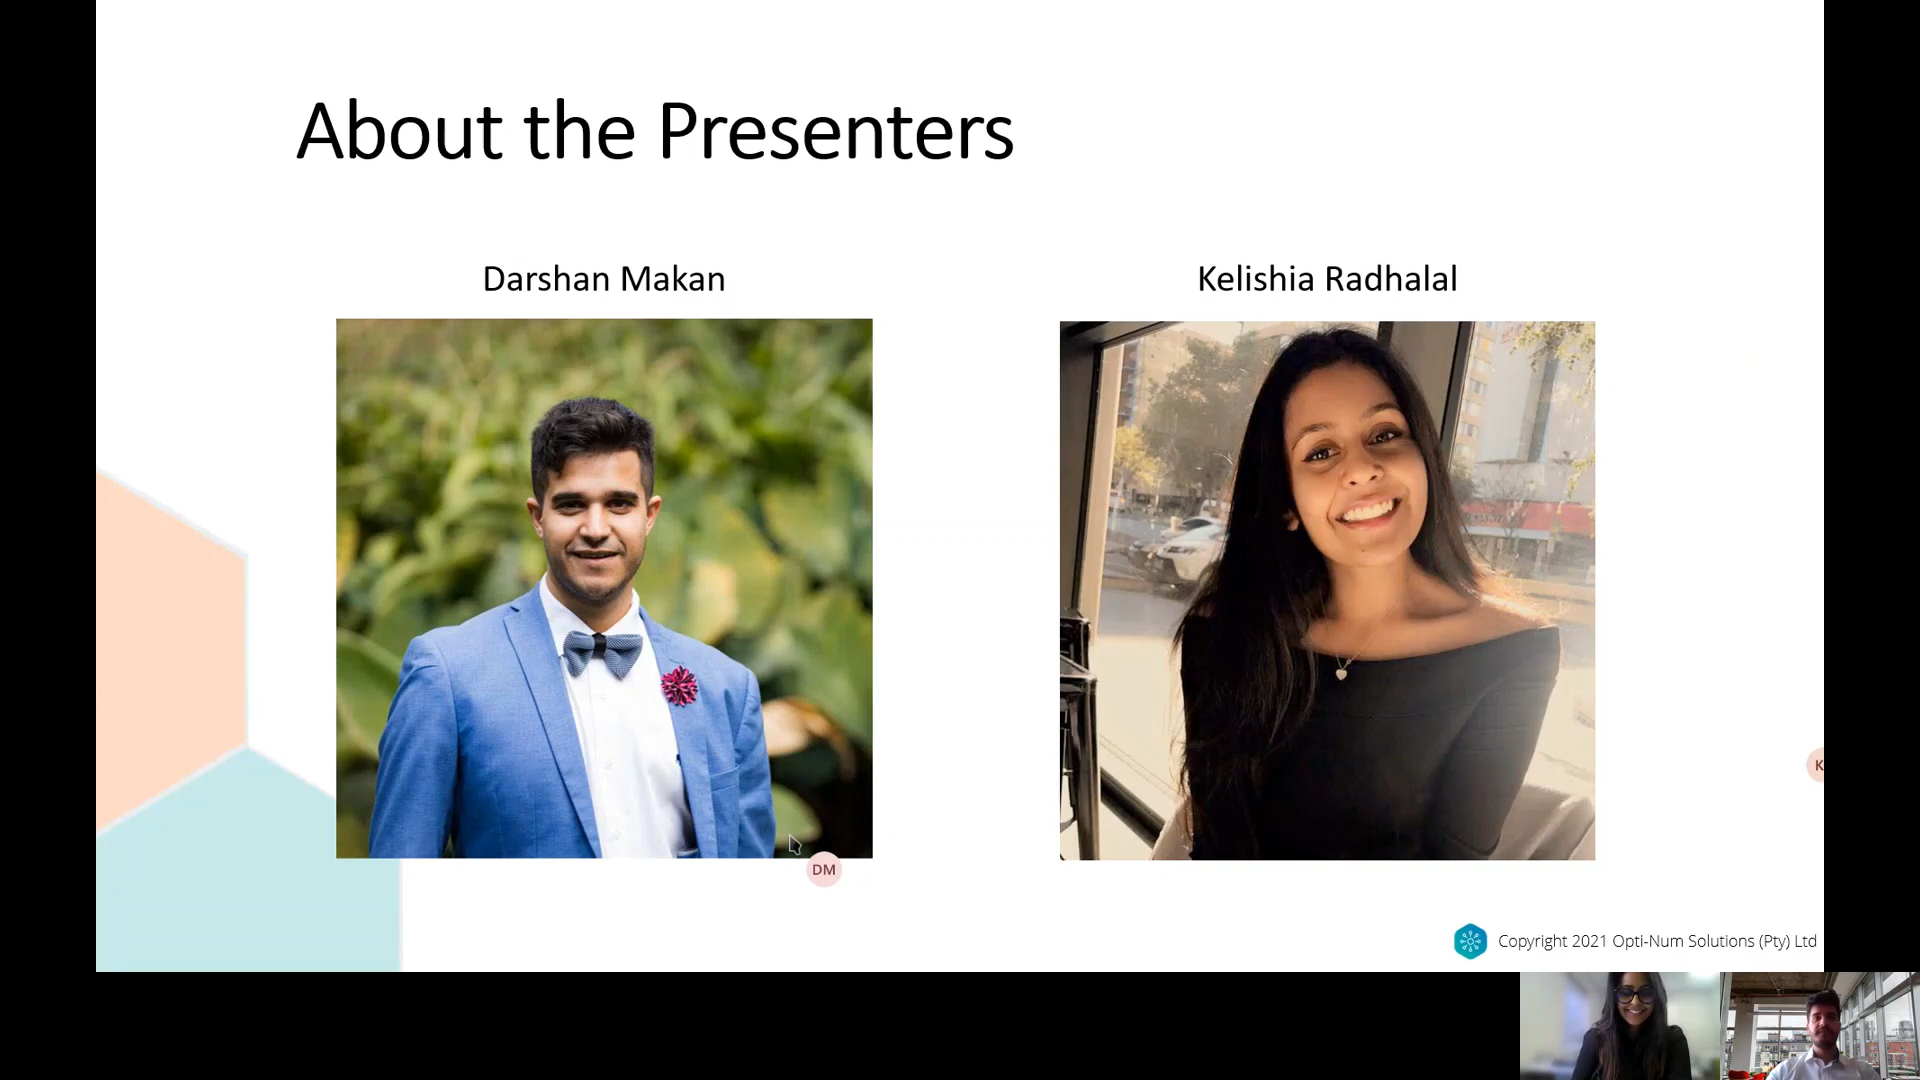 About the Presenters
Darshan Makan
Kelishia Radhalal
K
DM
Copyright 2021 Opti-Num Solutions (Pty) Ltd